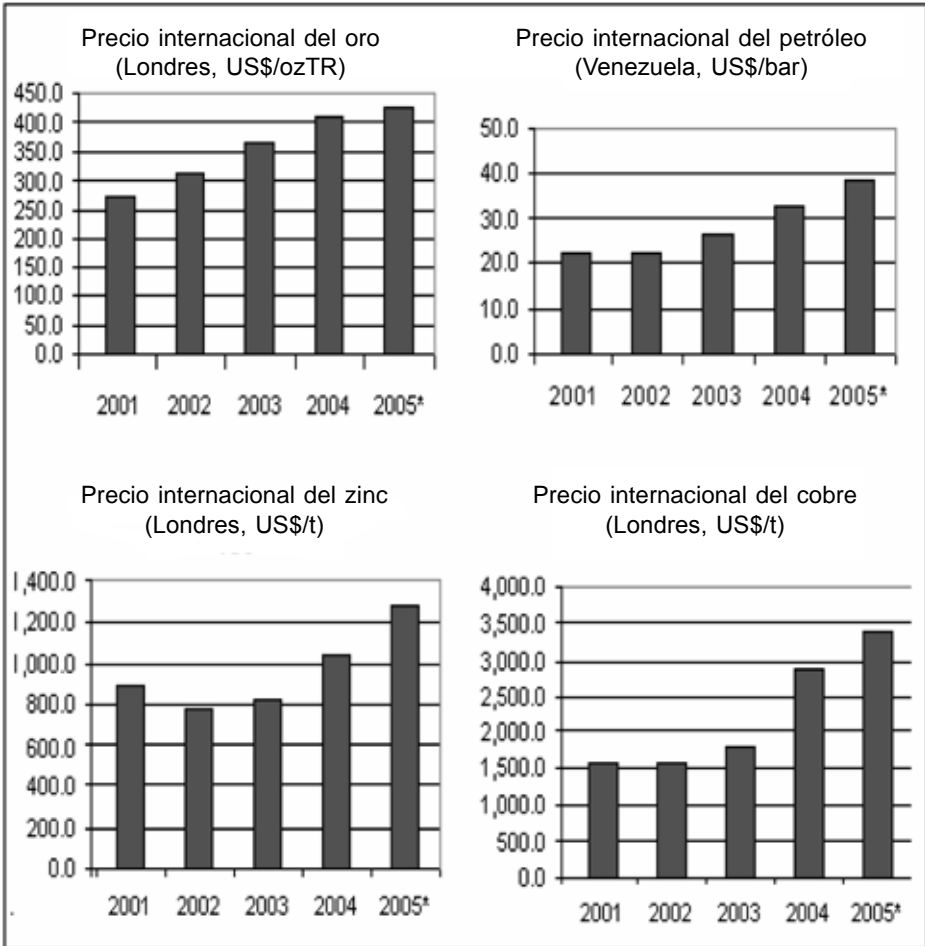 Precio internacional del oro
(Londres, US$/ozTR)
450.0
400.0
350.0
300.0
250.0
200.0
150.0
100.0
50.0
0.0
2001 2002 2003 2004 2005*
Precio internacional del petróleo
(Venezuela, US$/bar)
50.0
40.0
30.0
20.0
10.0
0.0
2001 2002 2003 2004 2005*
Precio internacional del zinc
(Londres, US$/t)
1,400.0
1,200.0
1,000.0
800.0
600.0
400.0
200.0
0.0
2001 2002 2003 2004 2005*
Precio internacional del cobre
(Londres, US$/t)
4,000.0
3,500.0
3,000.0
2,500.0
2,000.0
1,500.0
1,000.0
500.0
0.0
2001 2002 2003 2004 2005*